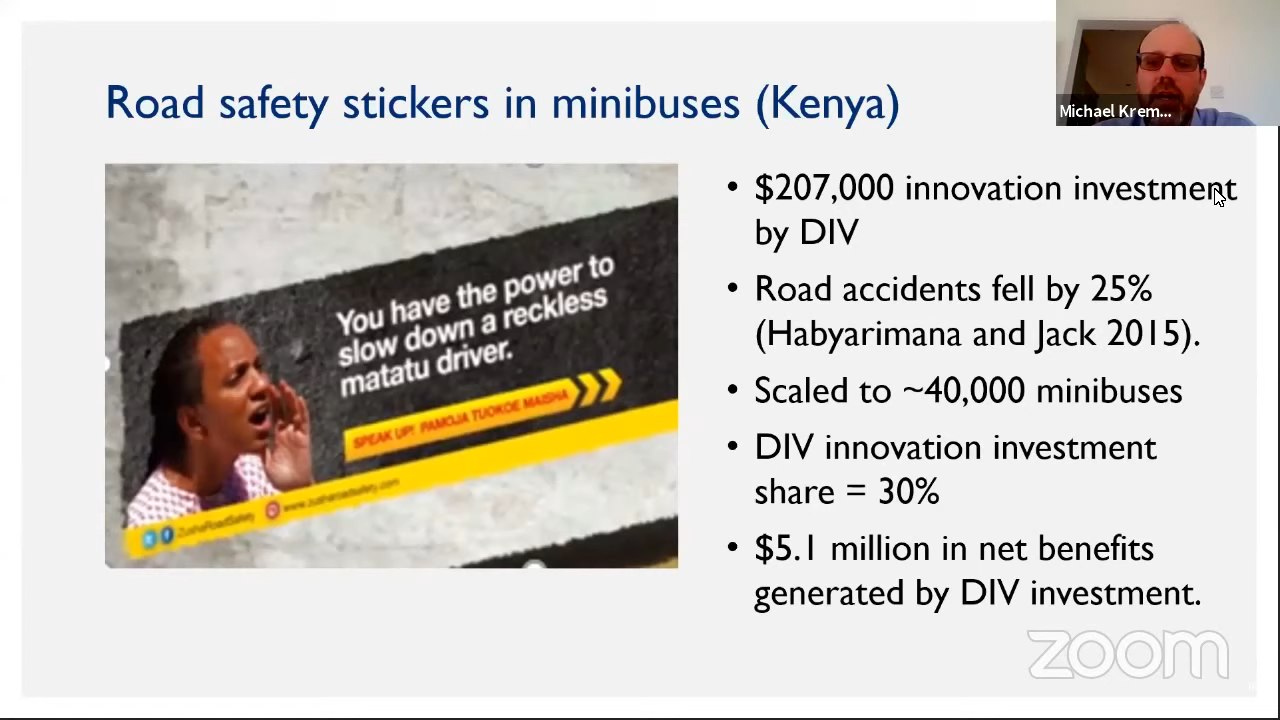 Road safety stickers in minibuses (Kenya)
Michael Krem...
You have the power to
slow down a reckless
matatu driver.
SPEAK UP! PAMOJA TUOKOE MAISHA
ZushaRoadSafety www.zusharoadsafety.com
• $207,000 innovation investment
by DIV
• Road accidents fell by 25%
(Habyarimana and Jack 2015).
• Scaled to ~40,000 minibuses
• DIV innovation investment
share = 30%
• $5.1 million in net benefits
generated by DIV investment.
zoom